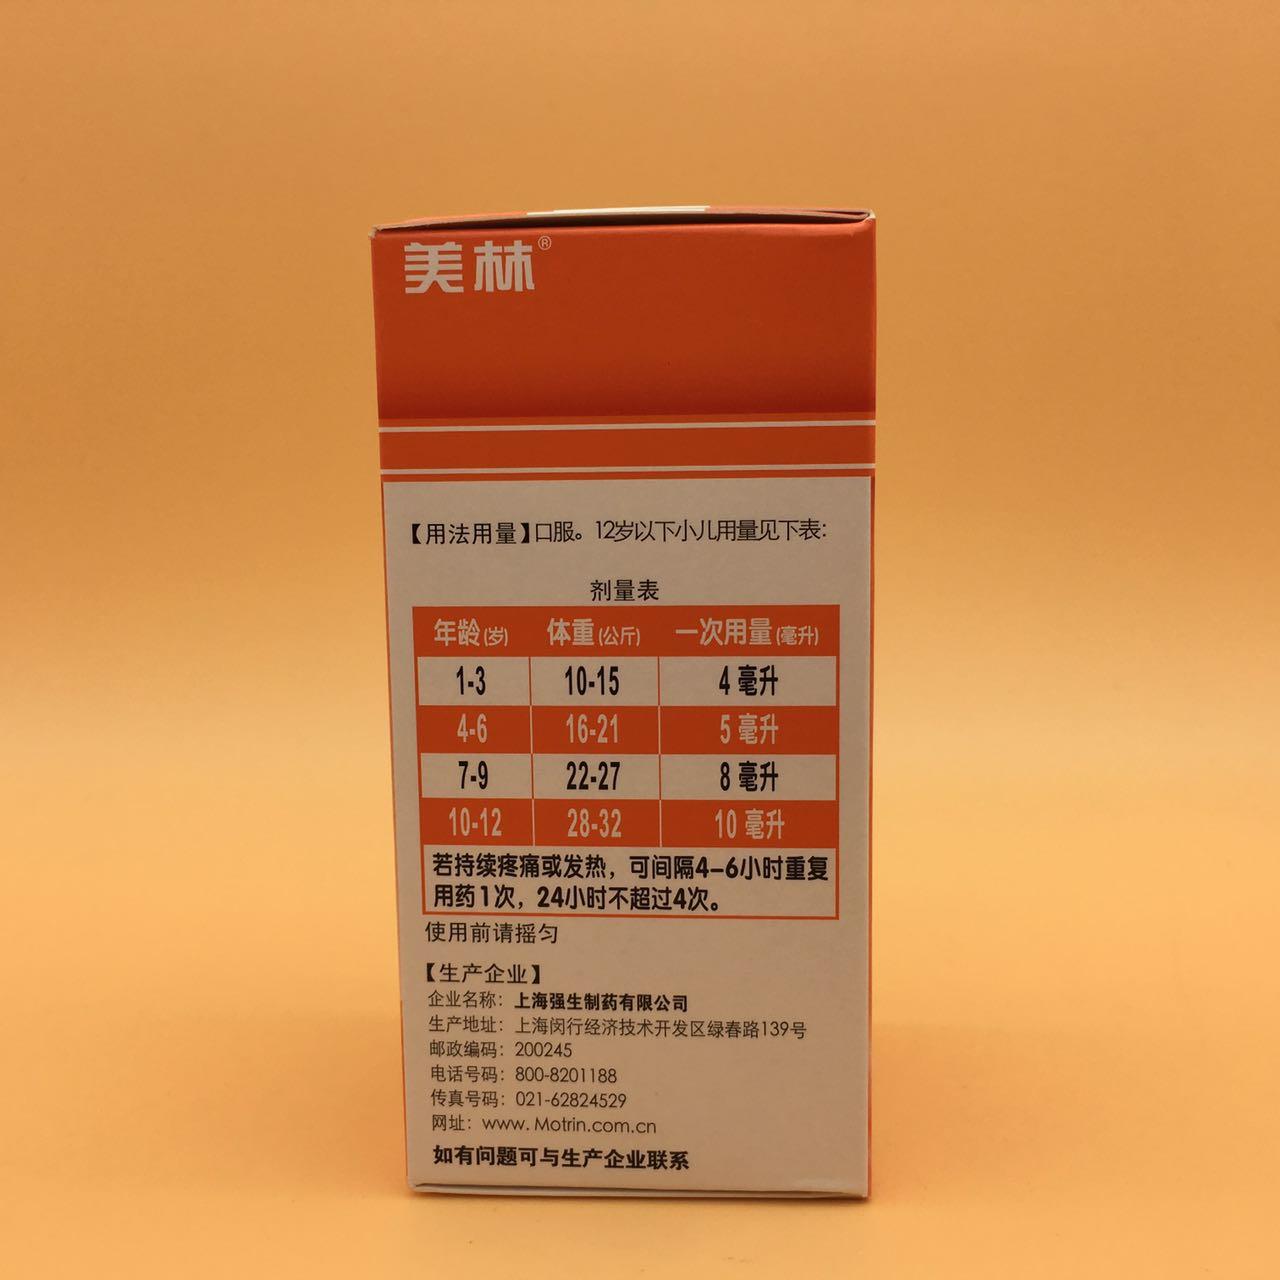 美林®
【用法用量】口服。12岁以下小儿用量见下表：
剂量表
年龄(岁) 体重(公斤) 一次用量(毫升)
1-3 10-15 4 毫升
4-6 16-21 5 毫升
7-9 22-27 8 毫升
10-12 28-32 10 毫升
若持续疼痛或发热，可间隔4-6小时重复
用药1次，24小时不超过4次。
使用前请摇匀
【生产企业】
企业名称：上海强生制药有限公司
生产地址：上海闵行经济技术开发区绿春路139号
邮政编码：200245
电话号码：800-8201188
传真号码：021-62824529
网址：www. Motrin.com.cn
如有问题可与生产企业联系